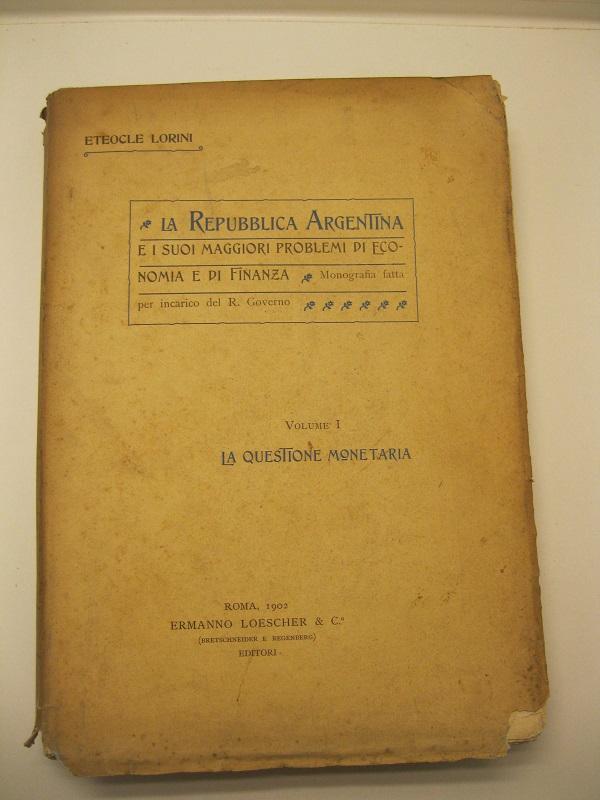 ETEOCLE LORINI
LA REPUBBLICA ARGENTINA
E I SUOI MAGGIORI PROBLEMI DI ECO-
NOMIA E DI FINANZA Monografia fatta
per incarico del R. Governo
VOLUME I
LA QUESTIONE MONETARIA
ROMA, 1902
ERMANNO LOESCHER & C.º
(BRETSCHNEIDER E REGENBERG)
EDITORI